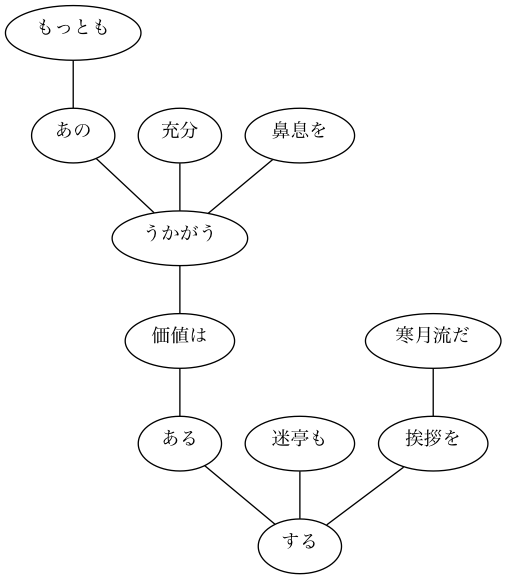 もっとも
あの
充分
鼻息を
うかがう
価値は
寒月流だ
ある
迷亭も
挨拶を
する